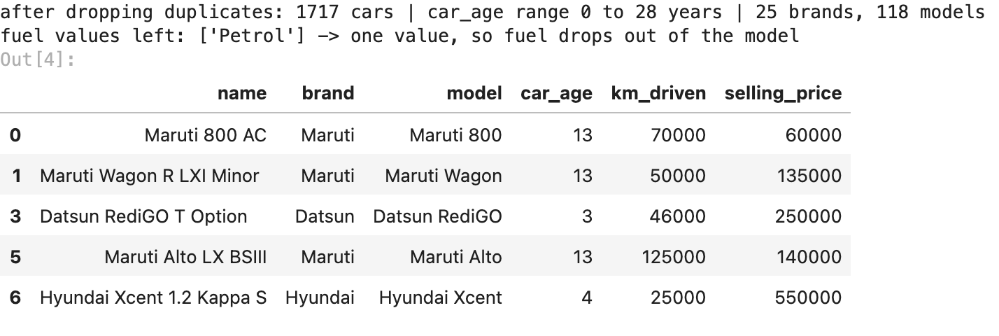 after dropping duplicates: 1717 cars | car_age range 0 to 28 years | 25 brands, 118 models
fuel values left: ['Petrol'] -> one value, so fuel drops out of the model
Out[4]:
name brand model car_age km_driven selling_price
0 Maruti 800 AC Maruti Maruti 800 13 70000 60000
1 Maruti Wagon R LXI Minor Maruti Maruti Wagon 13 50000 135000
3 Datsun RediGO T Option Datsun Datsun RediGO 3 46000 250000
5 Maruti Alto LX BSIII Maruti Maruti Alto 13 125000 140000
6 Hyundai Xcent 1.2 Kappa S Hyundai Hyundai Xcent 4 25000 550000